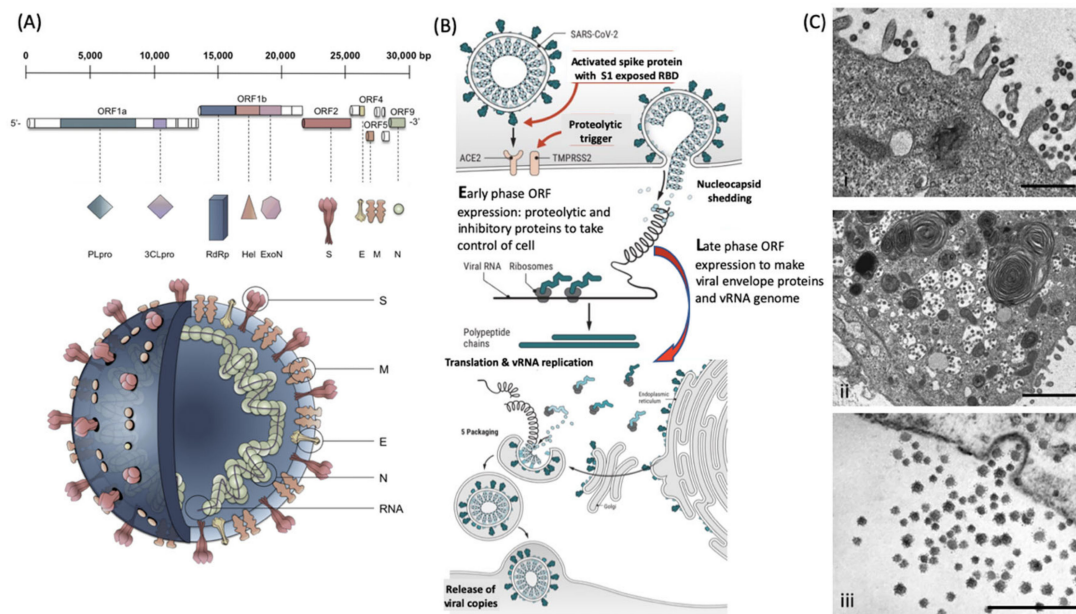 (A)
0
5,000
10,000
15,000
20,000
25,000
30,000 bp
ORF1a
ORF1b
ORF2
ORF4
ORF5
ORF9
5'-
-3'
PLpro
3CLpro
RdRp
Hel
ExoN
S
E
M
N
S
M
E
N
RNA
(B)
SARS-CoV-2
Activated spike protein
with S1 exposed RBD
Proteolytic
trigger
ACE2
TMPRSS2
Nucleocapsid
shedding
Early phase ORF
expression: proteolytic and
inhibitory proteins to take
control of cell
Late phase ORF
expression to make
viral envelope proteins
and vRNA genome
Viral RNA
Ribosomes
Polypeptide
chains
Translation & vRNA replication
Endoplasmic
reticulum
5 Packaging
Golgi
Release of
viral copies
(C)
i
ii
iii